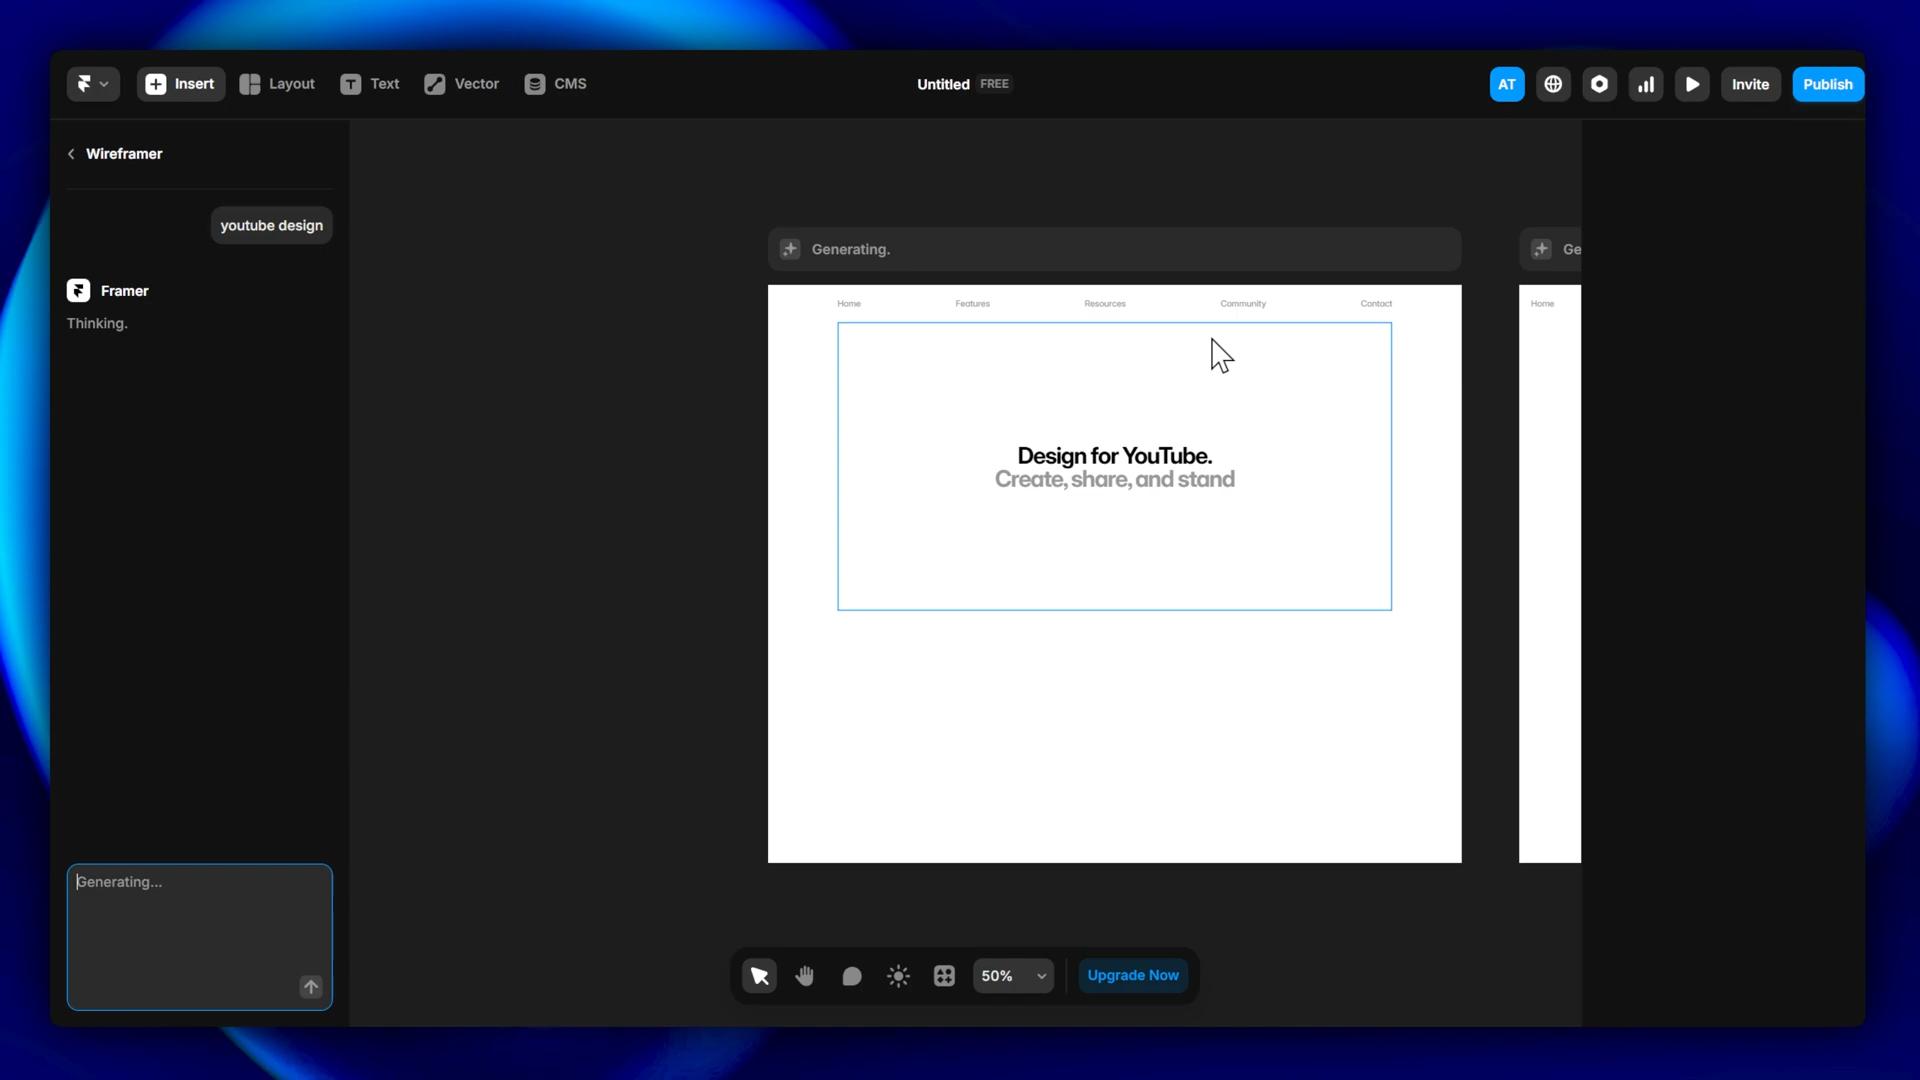 Insert
Layout
Text
Vector
CMS
Untitled
FREE
AT
Invite
Publish
Wireframer
youtube design
Framer
Thinking.
Generating...
Generating.
Home
Features
Resources
Community
Contact
Design for YouTube.
Create, share, and stand
Ge
Home
50%
Upgrade Now